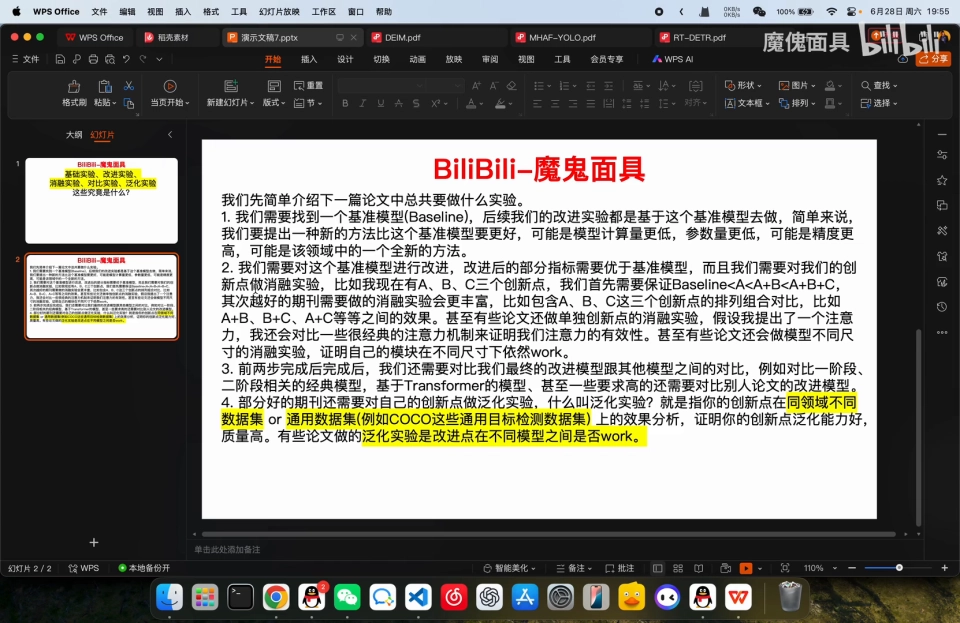 WPS Office 文件 编辑 视图 插入 格式 工具 幻灯片放映 工作区 窗口 帮助
0KB/s
0KB/s
100%
6月28日 周六 19:55
WPS Office 稻壳素材 演示文稿7.pptx DEIM.pdf MHAF-YOLO.pdf RT-DETR.pdf
魔傀面具 bilibili
文件 开始 插入 设计 切换 动画 放映 审阅 视图 工具 会员专享 WPS AI 分享
格式刷 粘贴 当页开始 新建幻灯片 版式 重置 节
B I U A S X² A
对齐 形状 图片 文本框 排列 查找 选择
大纲 幻灯片
1
BiliBili-魔鬼面具
基础实验、改进实验、
消融实验、对比实验、泛化实验
这些究竟是什么?
2
BiliBili-魔鬼面具
BiliBili-魔鬼面具
我们先简单介绍下一篇论文中总共要做什么实验。
1. 我们需要找到一个基准模型(Baseline)，后续我们的改进实验都是基于这个基准模型去做，简单来说，
我们要提出一种新的方法比这个基准模型要更好，可能是模型计算量更低，参数量更低，可能是精度更
高，可能是该领域中的一个全新的方法。
2. 我们需要对这个基准模型进行改进，改进后的部分指标需要优于基准模型，而且我们需要对我们的创
新点做消融实验，比如我现在有A、B、C三个创新点，我们首先需要保证Baseline<A<A+B<A+B+C，
其次越好的期刊需要做的消融实验会更丰富，比如包含A、B、C这三个创新点的排列组合对比，比如
A+B、B+C、A+C等等之间的效果。甚至有些论文还做单独创新点的消融实验，假设我提出了一个注意
力，我还会对比一些很经典的注意力机制来证明我们注意力的有效性。甚至有些论文还会做模型不同尺
寸的消融实验，证明自己的模块在不同尺寸下依然work。
3. 前两步完成后完成后，我们还需要对比我们最终的改进模型跟其他模型之间的对比，例如对比一阶段、
二阶段相关的经典模型，基于Transformer的模型、甚至一些要求高的还需要对比别人论文的改进模型。
4. 部分好的期刊还需要对自己的创新点做泛化实验，什么叫泛化实验？就是指你的创新点在同领域不同
数据集 or 通用数据集(例如COCO这些通用目标检测数据集) 上的效果分析，证明你的创新点泛化能力好，
质量高。有些论文做的泛化实验是改进点在不同模型之间是否work。
单击此处添加备注
幻灯片 2 / 2 WPS 本地备份开 智能美化 备注 批注 110%
2